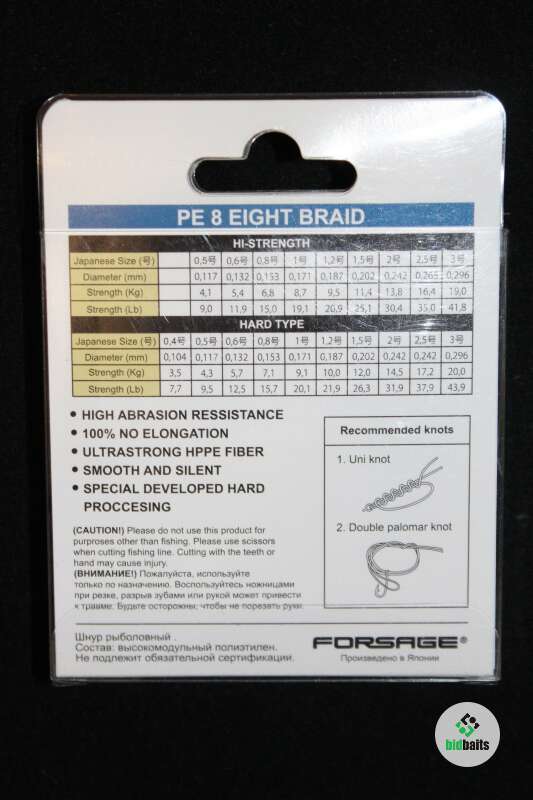 PE 8 EIGHT BRAID
HI-STRENGTH
Japanese Size (号) 0,5号 0,6号 0,8号 1号 1,2号 1,5号 2号 2,5号 3号
Diameter (mm) 0,117 0,132 0,153 0,171 0,187 0,202 0,242 0,265 0,296
Strength (Kg) 4,1 5,4 6,8 8,7 9,5 11,4 13,8 16,4 19,0
Strength (Lb) 9,0 11,9 15,0 19,1 20,9 25,1 30,4 35,0 41,8
HARD TYPE
Japanese Size (号) 0,4号 0,5号 0,6号 0,8号 1号 1,2号 1,5号 2号 2,5号 3号
Diameter (mm) 0,104 0,117 0,132 0,153 0,171 0,187 0,202 0,242 0,242 0,296
Strength (Kg) 3,5 4,3 5,7 7,1 9,1 10,0 12,0 14,5 17,2 20,0
Strength (Lb) 7,7 9,5 12,5 15,7 20,1 21,9 26,3 31,9 37,9 43,9
• HIGH ABRASION RESSISTANCE
• 100% NO ELONGATION
• ULTRASTRONG HPPE FIBER
• SMOOTH AND SILENT
• SPECIAL DEVELOPED HARD
PROCCESING
Recommended knots
1. Uni knot
2. Double palomar knot
(CAUTION!) Please do not use this product for
purposes other than fishing. Please use scissors
when cutting fishing line. Cutting with the teeth or
hand may cause injury.
(ВНИМАНИЕ!) Пожалуйста, используйте
только по назначению. Воспользуйтесь ножницами
при резке, разрыв зубами или рукой может привести
к травме. Будьте осторожны, чтобы не порезать руки.
Шнур рыболовный .
Состав: высокомодульный полиэтилен.
Не подлежит обязательной сертификации.
FORSAGE®
Произведено в Японии
bidbaits